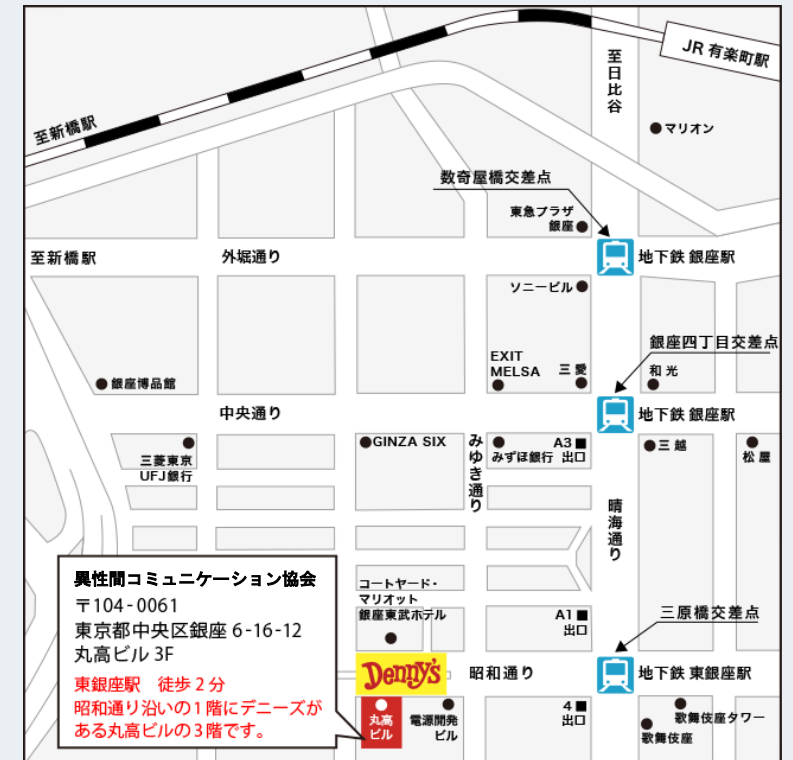 JR 有楽町駅
至日比谷
至新橋駅
マリオン
数奇屋橋交差点
東急プラザ
銀座
至新橋駅
外堀通り
地下鉄 銀座駅
ソニービル
銀座四丁目交差点
EXIT
MELSA
三愛
和光
銀座博品館
中央通り
地下鉄 銀座駅
三菱東京
UFJ銀行
GINZA SIX
みゆき通り
みずほ銀行
A3
出口
三越
松屋
晴海通り
異性間コミュニケーション協会
〒104-0061
東京都中央区銀座 6-16-12
丸高ビル 3F
東銀座駅 徒歩 2 分
昭和通り沿いの1階にデニーズが
ある丸高ビルの3階です。
コートヤード・
マリオット
銀座東武ホテル
A1
出口
三原橋交差点
Denny's
昭和通り
地下鉄 東銀座駅
丸高
ビル
電源開発
ビル
4
出口
歌舞伎座タワー
歌舞伎座